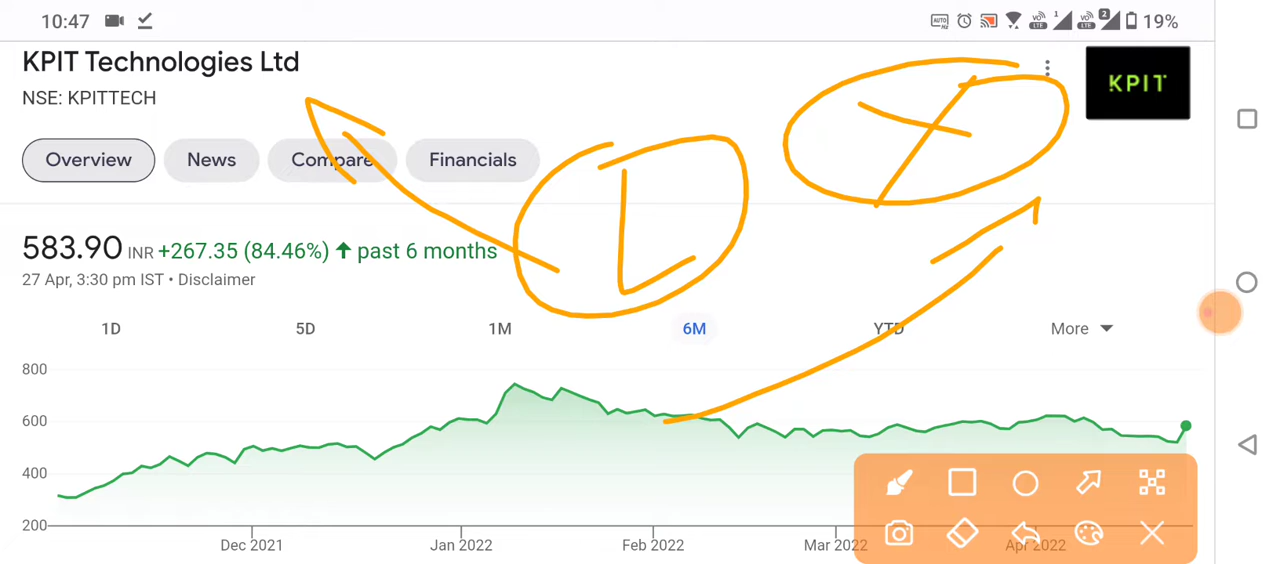 10:47 1 2 19%
KPIT Technologies Ltd
KPIT
NSE: KPITTECH
Overview News Compare Financials
L
583.90 INR +267.35 (84.46%) ↑ past 6 months
27 Apr, 3:30 pm IST • Disclaimer
1D 5D 1M 6M YTD More
800
600
400
200
Dec 2021 Jan 2022 Feb 2022 Mar 2022 Apr 2022